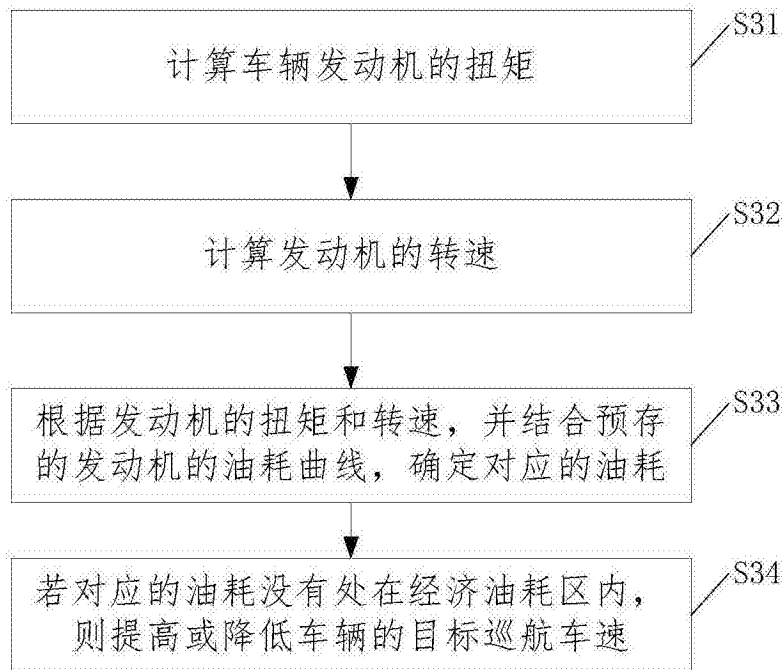 S31
计算车辆发动机的扭矩
S32
计算发动机的转速
S33
根据发动机的扭矩和转速，并结合预存
的发动机的油耗曲线，确定对应的油耗
S34
若对应的油耗没有处在经济油耗区内，
则提高或降低车辆的目标巡航车速